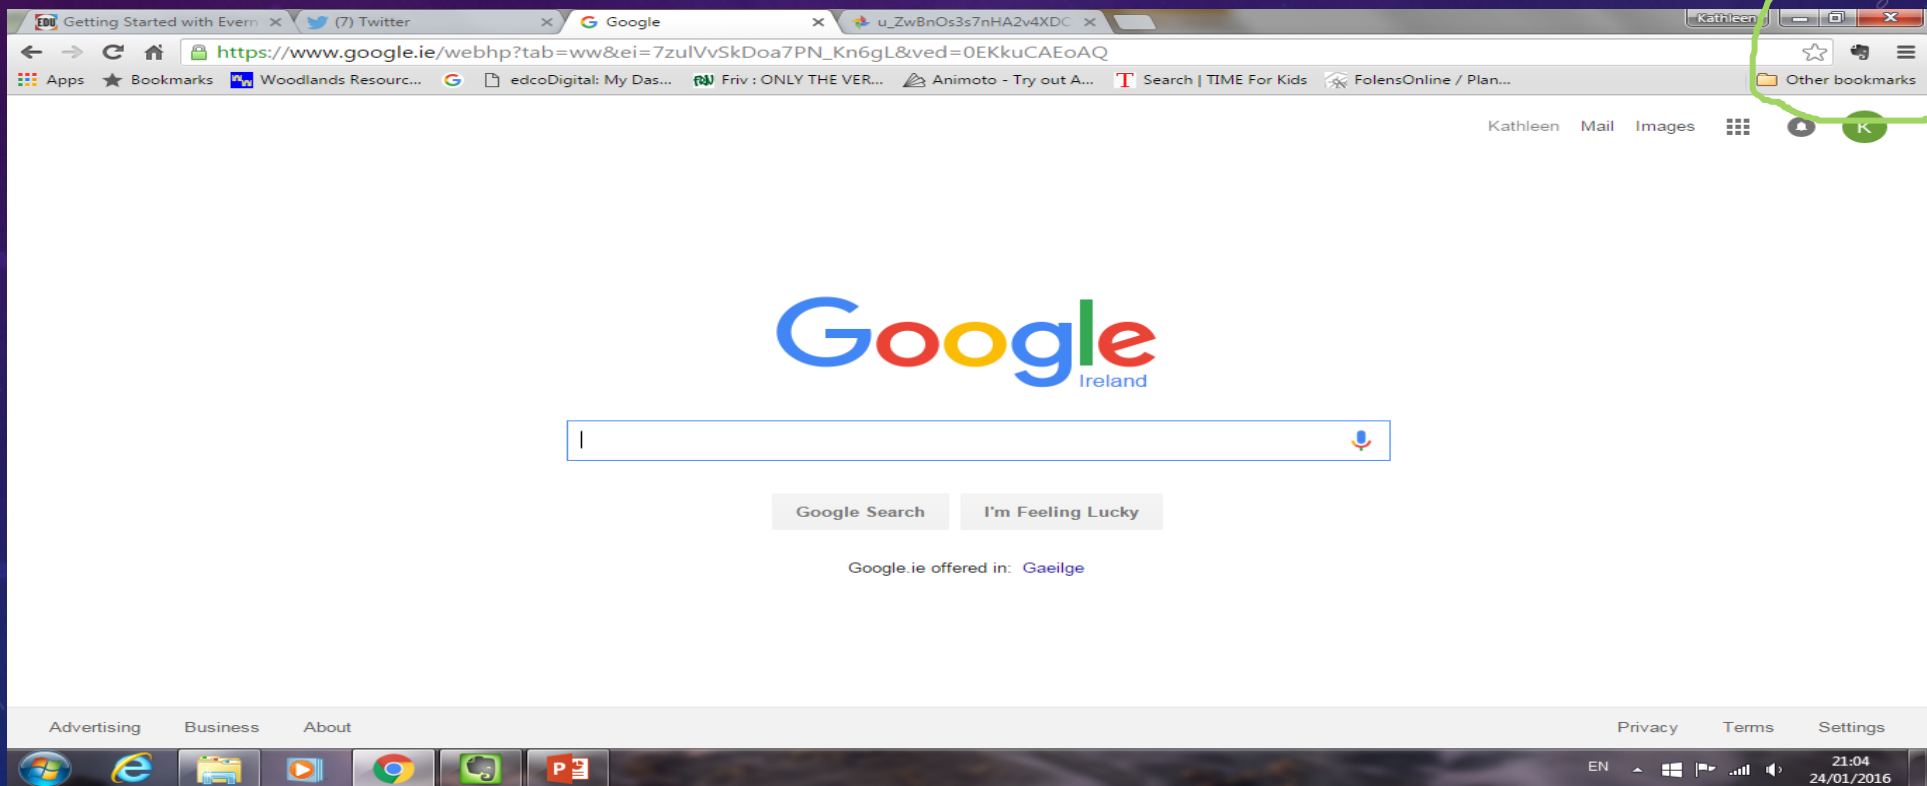 EDU Getting Started with Evern (7) Twitter Google u_ZwBnOs3s7nHA2v4XDC Kathleen
https://www.google.ie/webhp?tab=ww&ei=7zulVvSkDoa7PN_Kn6gL&ved=0EKkuCAEoAQ
Apps Bookmarks Woodlands Resourc... G edcoDigital: My Das... Friv : ONLY THE VER... Animoto - Try out A... T Search | TIME For Kids FolensOnline / Plan... Other bookmarks
Kathleen Mail Images K
Google
Ireland
Google Search I'm Feeling Lucky
Google.ie offered in: Gaeilge
Advertising Business About Privacy Terms Settings
EN 21:04
24/01/2016